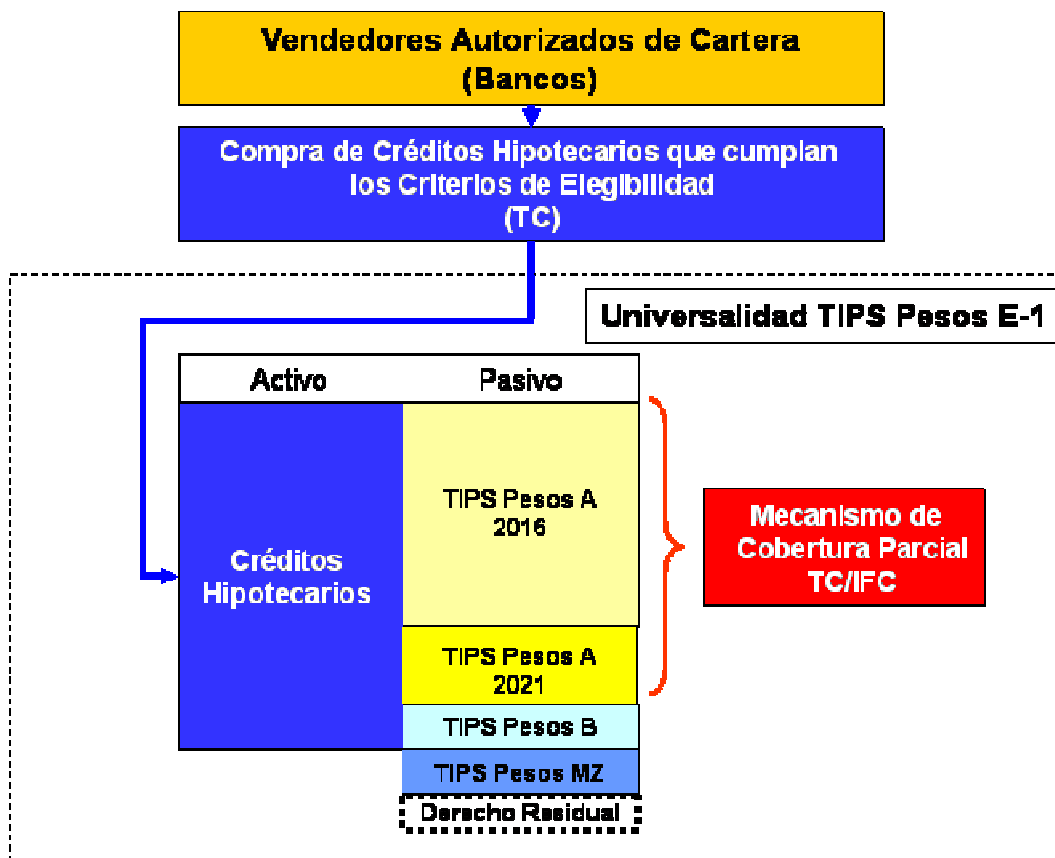 Vendedores Autorizados de Cartera
(Bancos)
Compra de Créditos Hipotecarios que cumplan
los Criterios de Elegibilidad
(TC)
Universalidad TIPS Pesos E-1
Activo
Pasivo
TIPS Pesos A
2016
Créditos
Hipotecarios
Mecanismo de
Cobertura Parcial
TC/IFC
TIPS Pesos A
2021
TIPS Pesos B
TIPS Pesos MZ
Derecho Residual